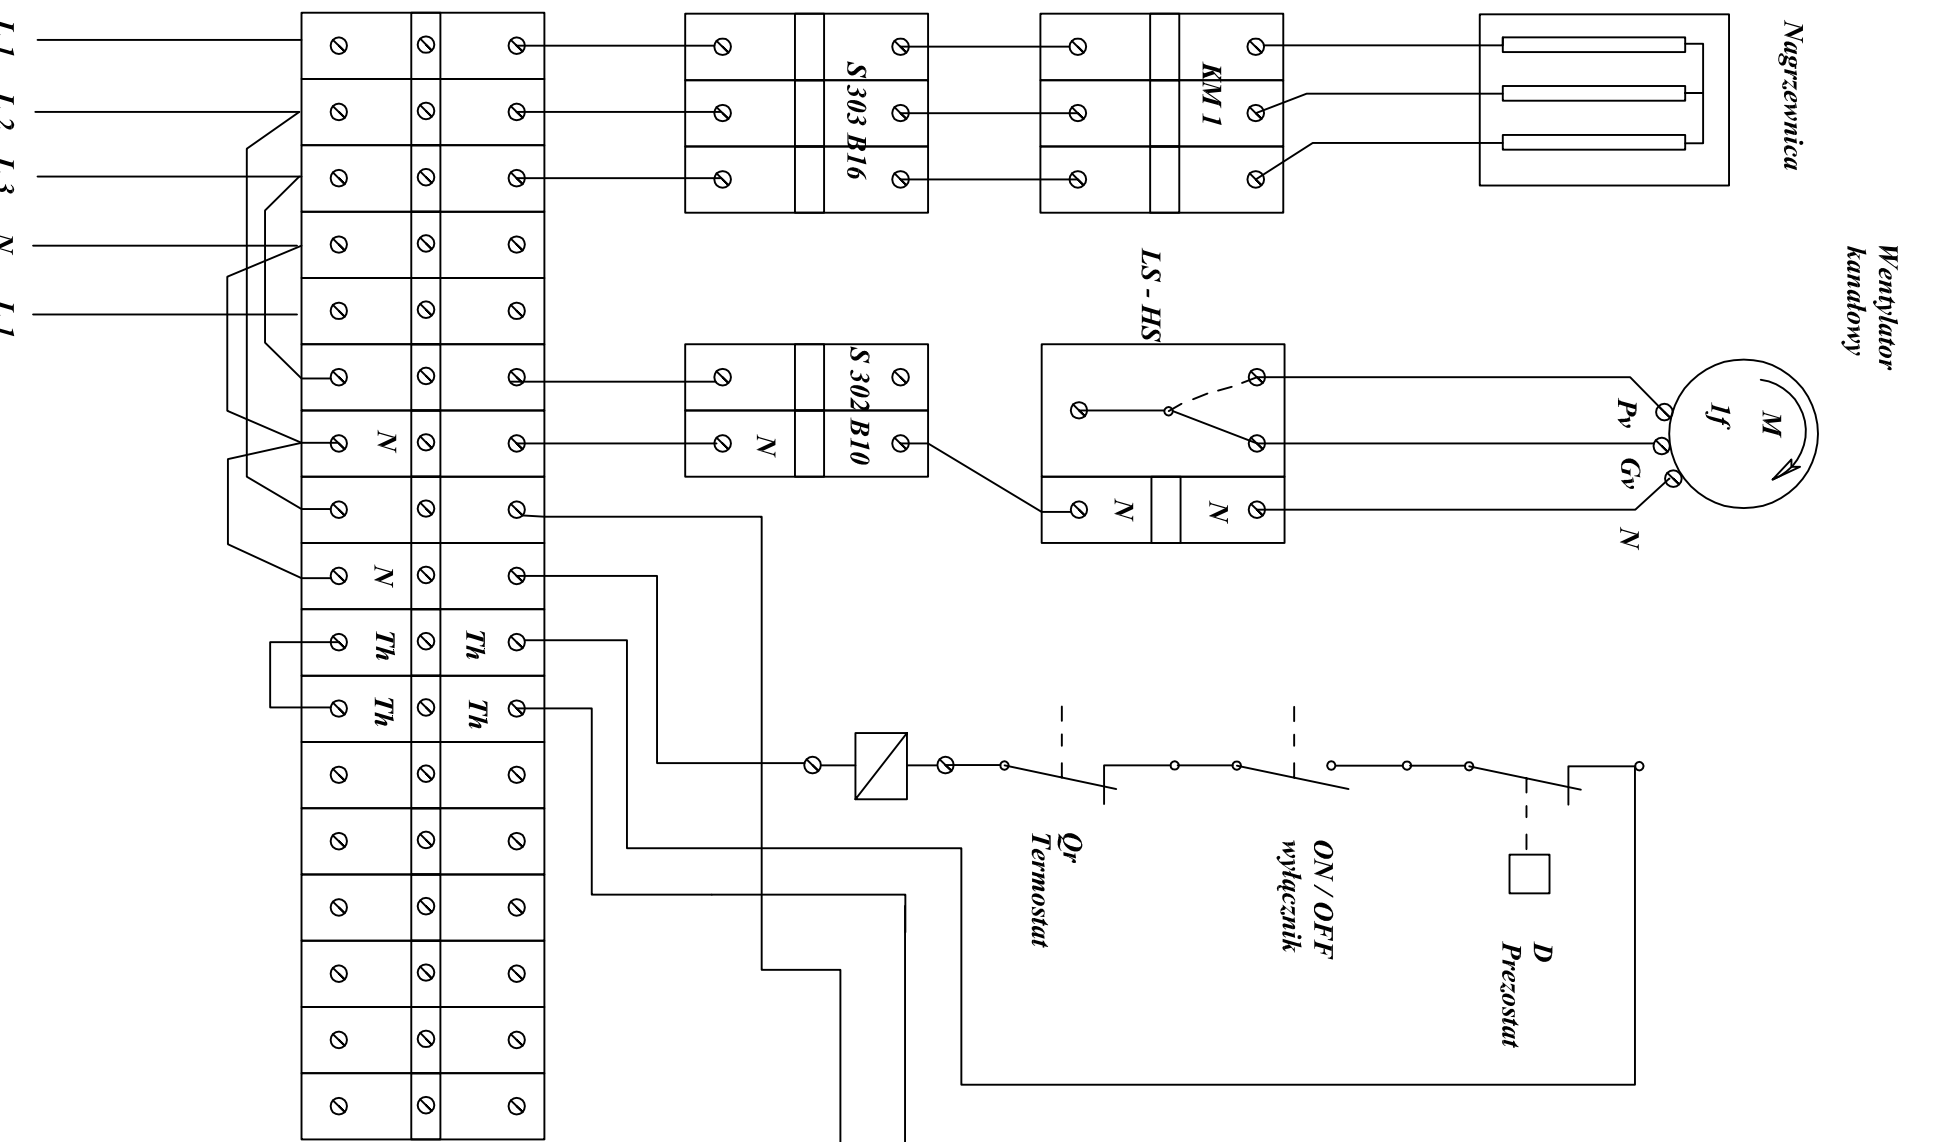 L1
L2
L3
N
L1
S 303 B16
KM 1
Nagrzewnica
LS - HS
Wentylator
kanałowy
S 302 B10
N
N
N
M
1f
Pv
Gv
N
N
N
Th
Th
Th
Th
Qr
Termostat
ON / OFF
wyłącznik
D
Prezostat